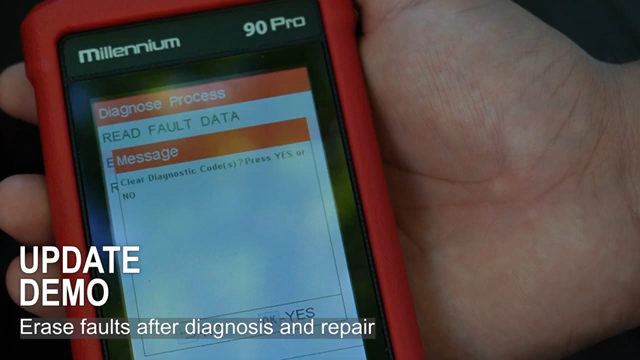 Millennium 90 Pro
Diagnose Process
READ FAULT DATA
E
Message
R
Clear Diagnostic Code(s)? Press YES or
NO
YES
UPDATE
DEMO
Erase faults after diagnosis and repair